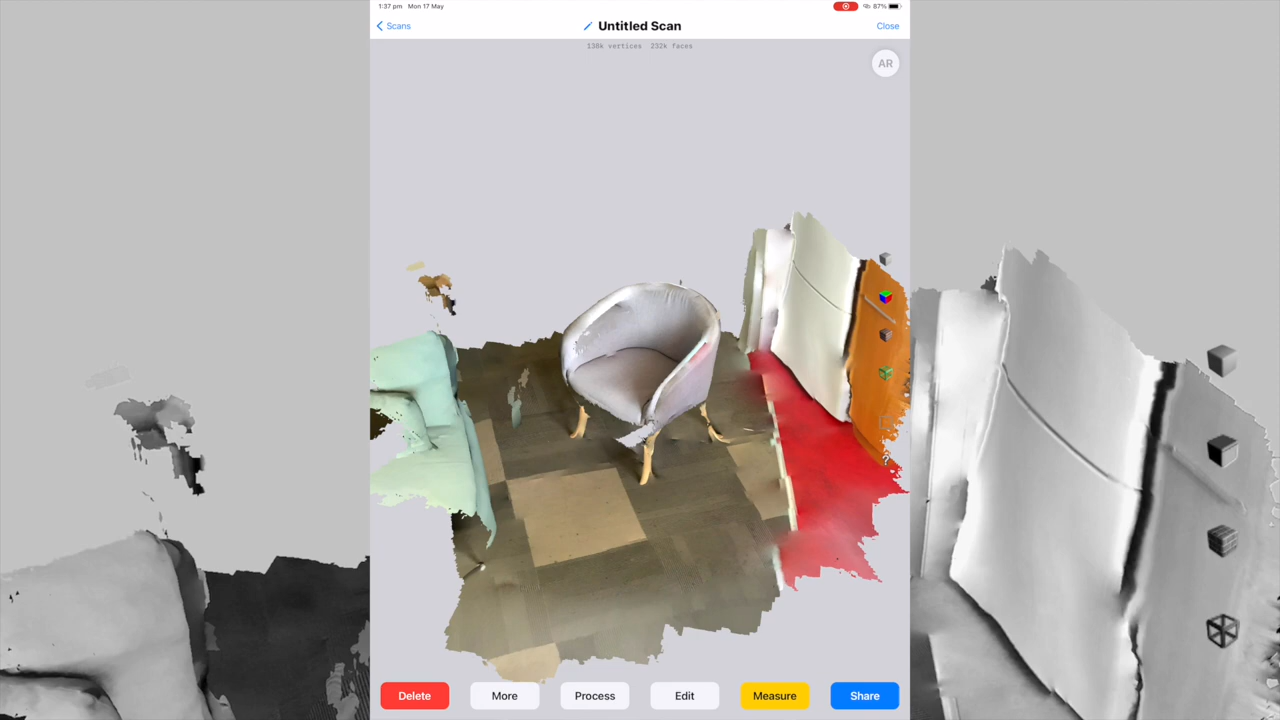 1:37 pm Mon 17 May 87%
Scans Untitled Scan Close
138k vertices 232k faces
AR
?
Delete More Process Edit Measure Share